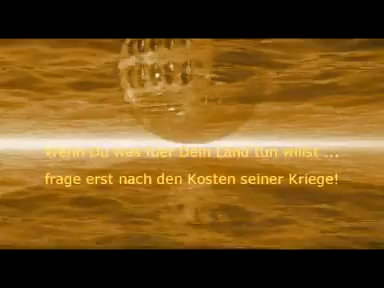 Wenn Du was fuer Dein Land tun willst ...
frage erst nach den Kosten seiner Kriege!